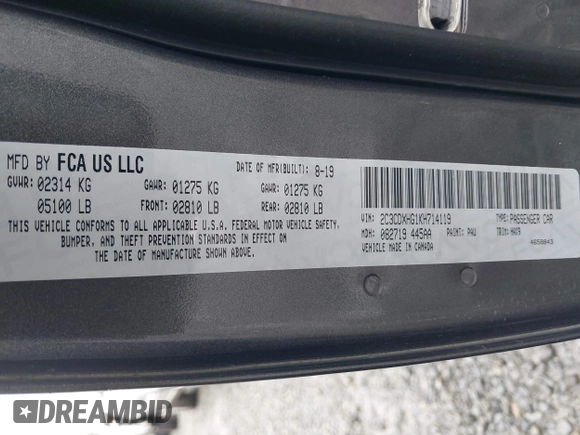 MFD BY FCA US LLC
DATE OF MFR(BUILT): 8-19
GVWR: 02314 KG GAWR: 01275 KG GAWR: 01275 KG
05100 LB FRONT: 02810 LB REAR: 02810 LB
THIS VEHICLE CONFORMS TO ALL APPLICABLE U.S.A. FEDERAL MOTOR VEHICLE SAFETY,
BUMPER, AND THEFT PREVENTION STANDARDS IN EFFECT
ON THE DATE OF MANUFACTURE SHOWN ABOVE.
VIN: 2C3CDXHG1KH714119 TYPE: PASSENGER CAR
MDH: 082719 445AA PAINT: PAU TRIM: HAX9
VEHICLE MADE IN CANADA 4658843
DREAMBID